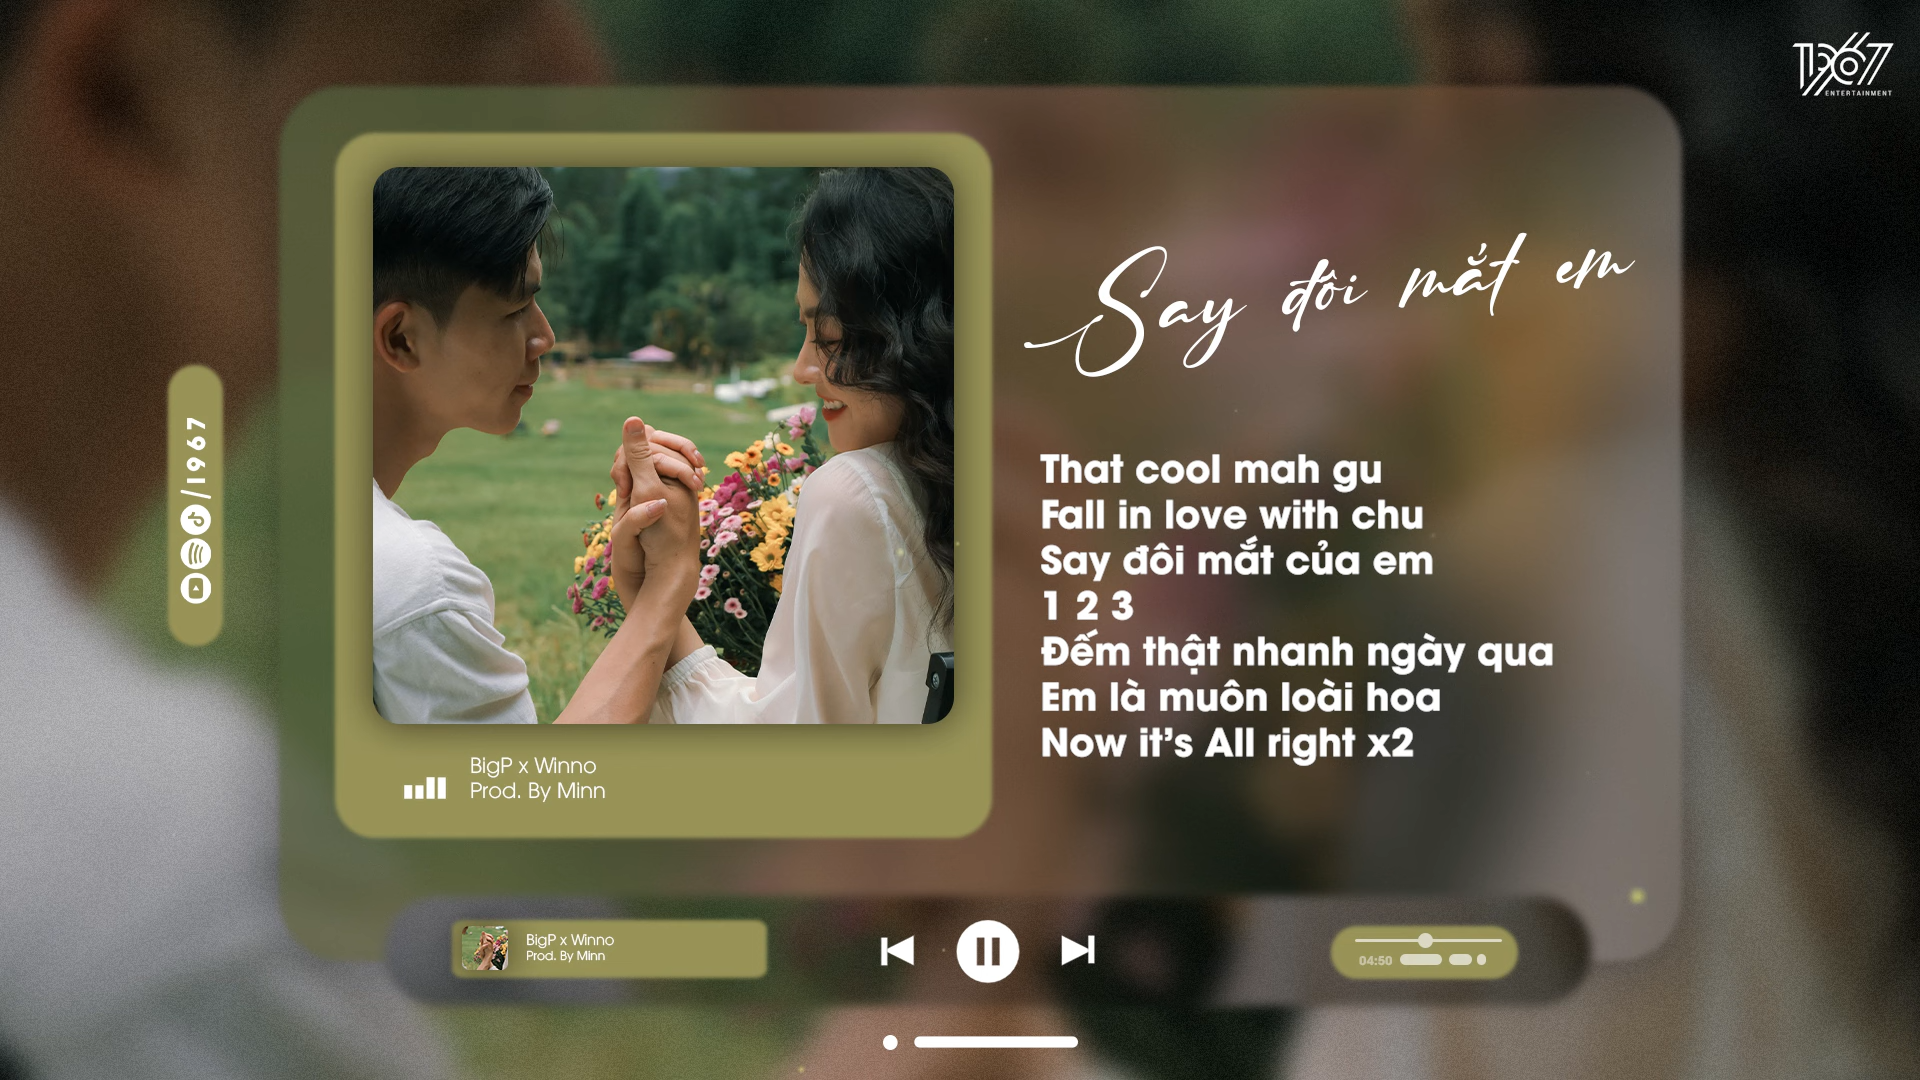 1967
ENTERTAINMENT
/1967
Say đôi mắt em
That cool mah gu
Fall in love with chu
Say đôi mắt của em
1 2 3
Đếm thật nhanh ngày qua
Em là muôn loài hoa
Now it’s All right x2
BigP x Winno
Prod. By Minn
BigP x Winno
Prod. By Minn
04:50